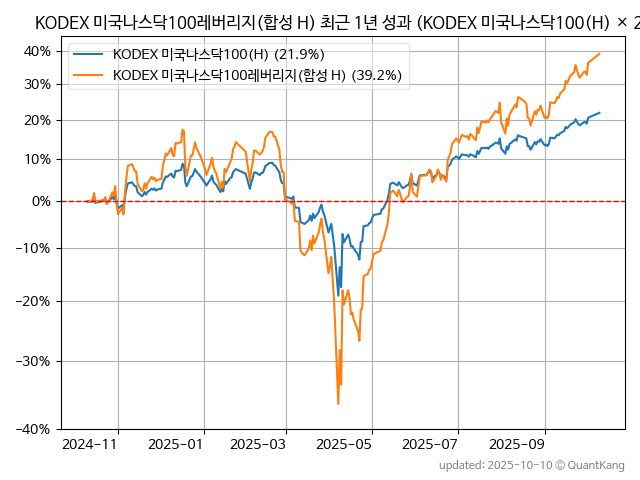 KODEX 미국나스닥100레버리지(합성 H) 최근 1년 성과 (KODEX 미국나스닥100(H) × 2
KODEX 미국나스닥100(H) (21.9%)
KODEX 미국나스닥100레버리지(합성 H) (39.2%)
40%
30%
20%
10%
0%
−10%
−20%
−30%
−40%
2024-11 2025-01 2025-03 2025-05 2025-07 2025-09
updated: 2025-10-10 © QuantKang